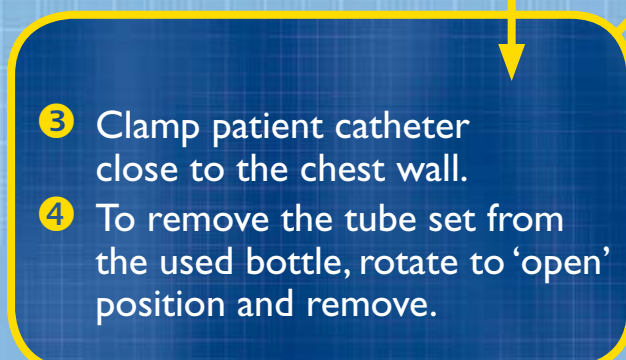 3 Clamp patient catheter
close to the chest wall.
4 To remove the tube set from
the used bottle, rotate to ‘open’
position and remove.